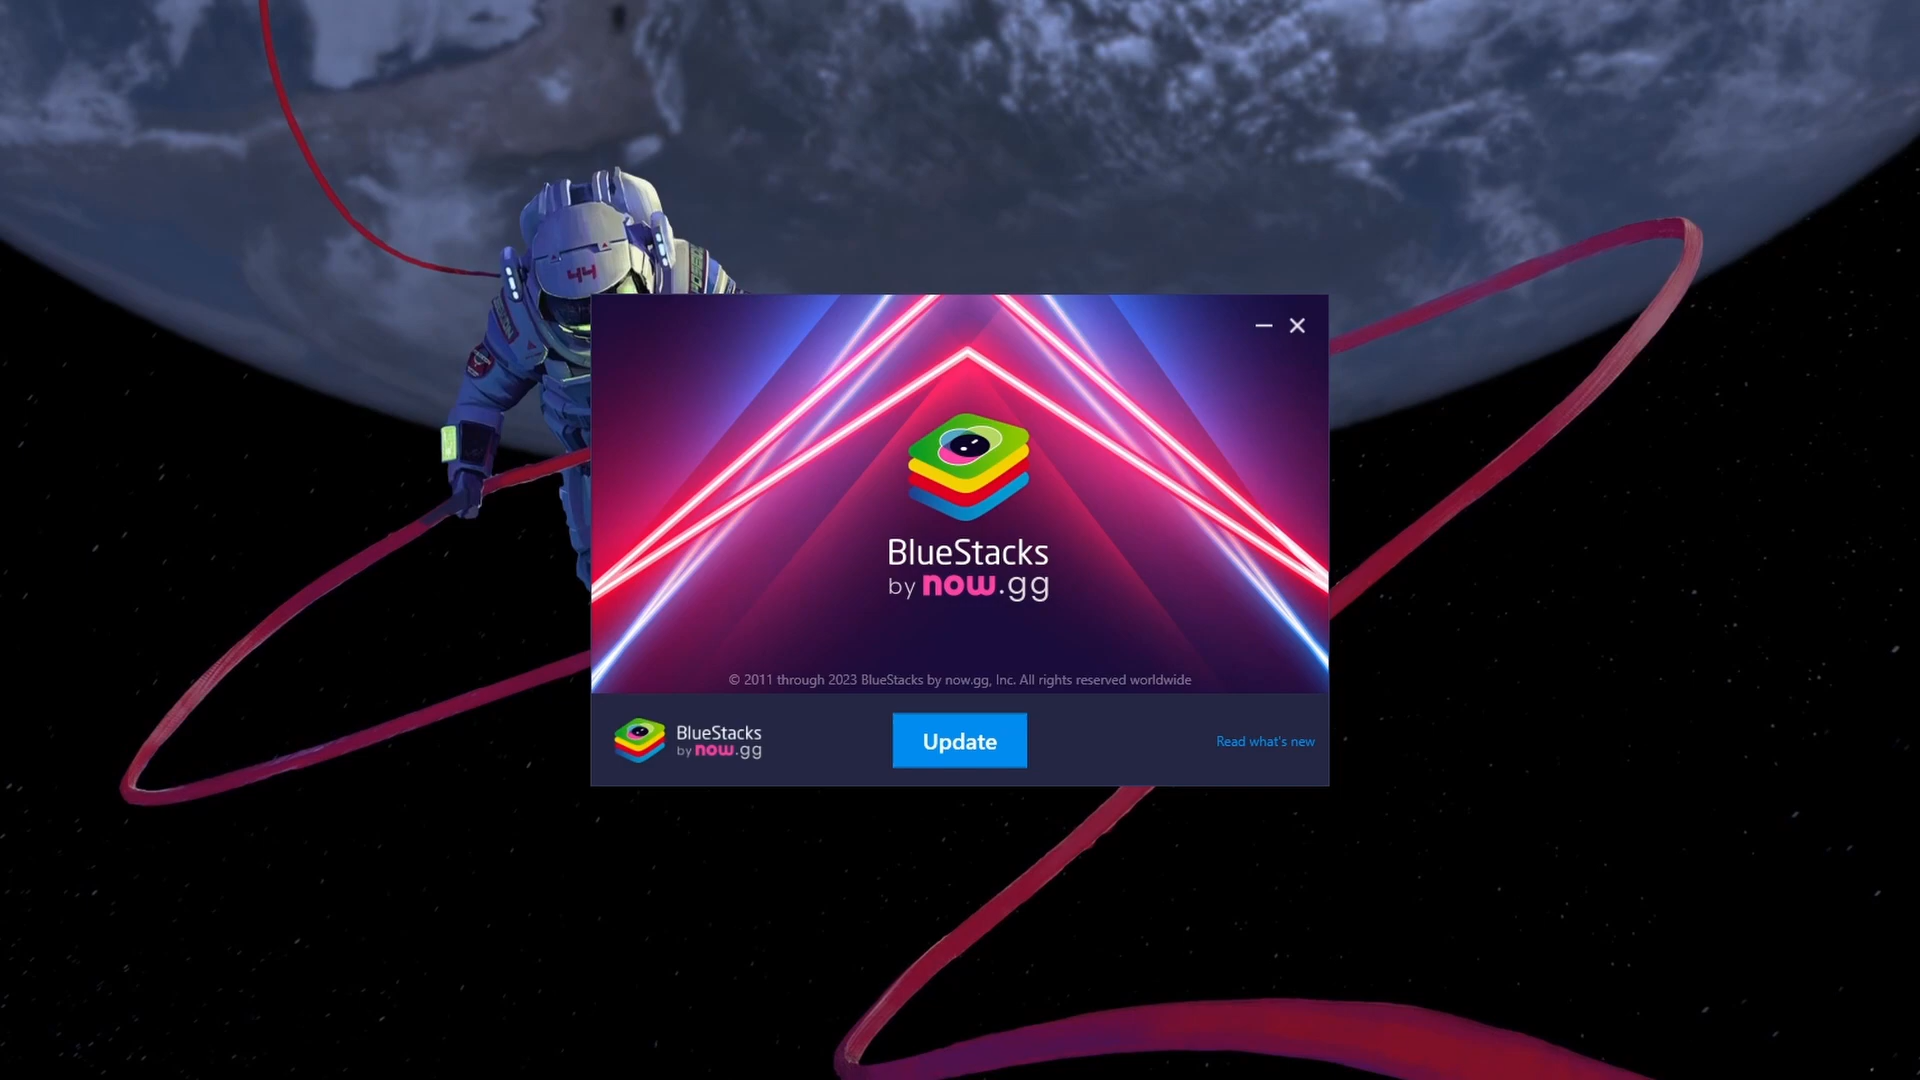 44
BlueStacks
by now.gg
© 2011 through 2023 BlueStacks by now.gg, Inc. All rights reserved worldwide
BlueStacks
by now.gg
Update
Read what's new